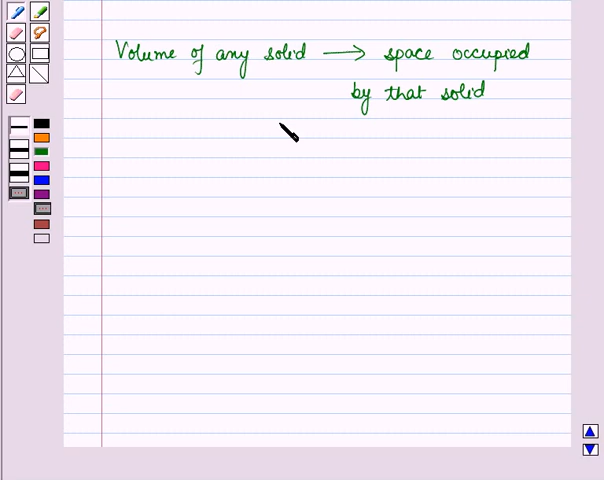 Volume of any solid → space occupied
by that solid